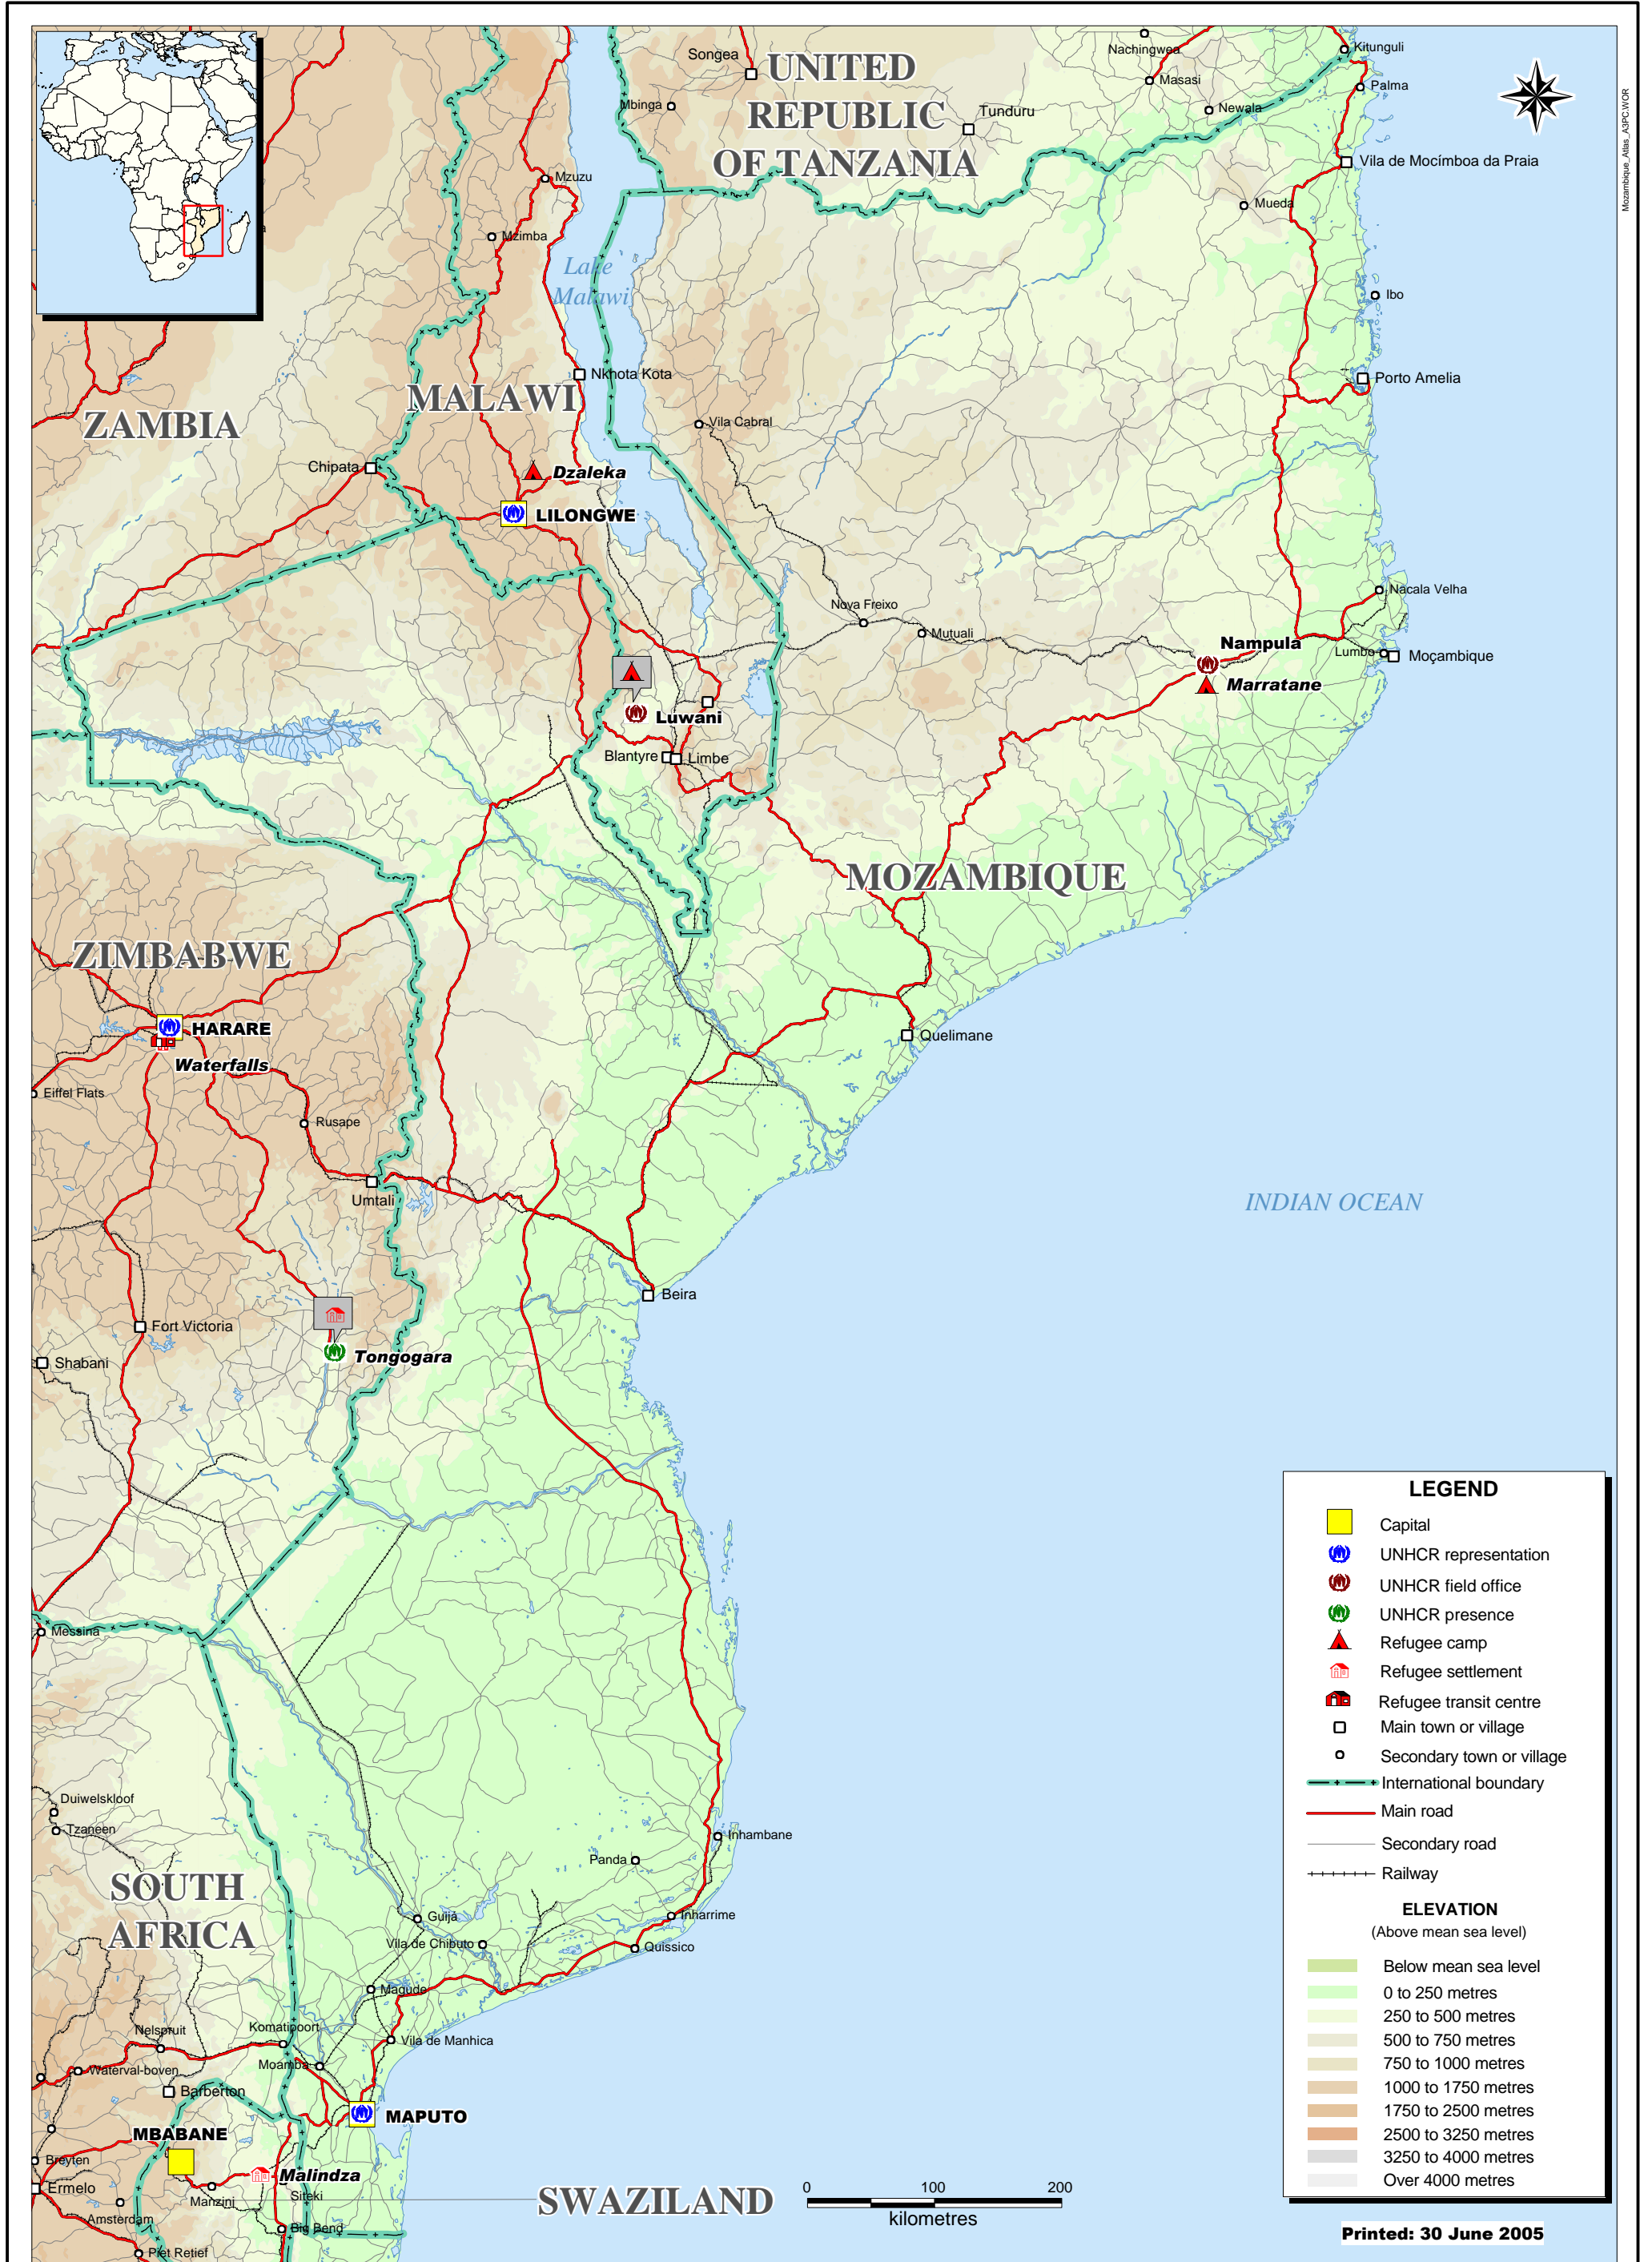 Songea
UNITED
REPUBLIC
OF TANZANIA
Nachingwea
Kitunguli
Masasi
Palma
Mbinga
Newala
Tunduru
Vila de Mocímboa da Praia
Mozambique_Atlas_A3PC.WOR
Mzuzu
Mueda
Mzimba
Lake
Malawi
Ibo
Nkhota Kota
Porto Amelia
MALAWI
ZAMBIA
Vila Cabral
Chipata
Dzaleka
LILONGWE
Nacala Velha
Nova Freixo
Mutuali
Nampula
Lumbo
Moçambique
Marratane
Luwani
Blantyre
Limbe
MOZAMBIQUE
ZIMBABWE
HARARE
Quelimane
Waterfalls
Eiffel Flats
Rusape
Umtali
INDIAN OCEAN
Beira
Fort Victoria
Tongogara
Shabani
Messina
Duiwelskloof
Tzaneen
Inhambane
Panda
SOUTH
AFRICA
Guijá
Inharrime
Vila de Chibuto
Quissico
Magude
Komatipoort
Nelspruit
Vila de Manhica
Moamba
Waterval-boven
Barberton
MAPUTO
MBABANE
Breyten
Malindza
Ermelo
Manzini
Siteki
SWAZILAND
Amsterdam
Big Bend
Piet Retief
0 100 200
kilometres
LEGEND
Capital
UNHCR representation
UNHCR field office
UNHCR presence
Refugee camp
Refugee settlement
Refugee transit centre
Main town or village
Secondary town or village
International boundary
Main road
Secondary road
Railway
ELEVATION
(Above mean sea level)
Below mean sea level
0 to 250 metres
250 to 500 metres
500 to 750 metres
750 to 1000 metres
1000 to 1750 metres
1750 to 2500 metres
2500 to 3250 metres
3250 to 4000 metres
Over 4000 metres
Printed: 30 June 2005